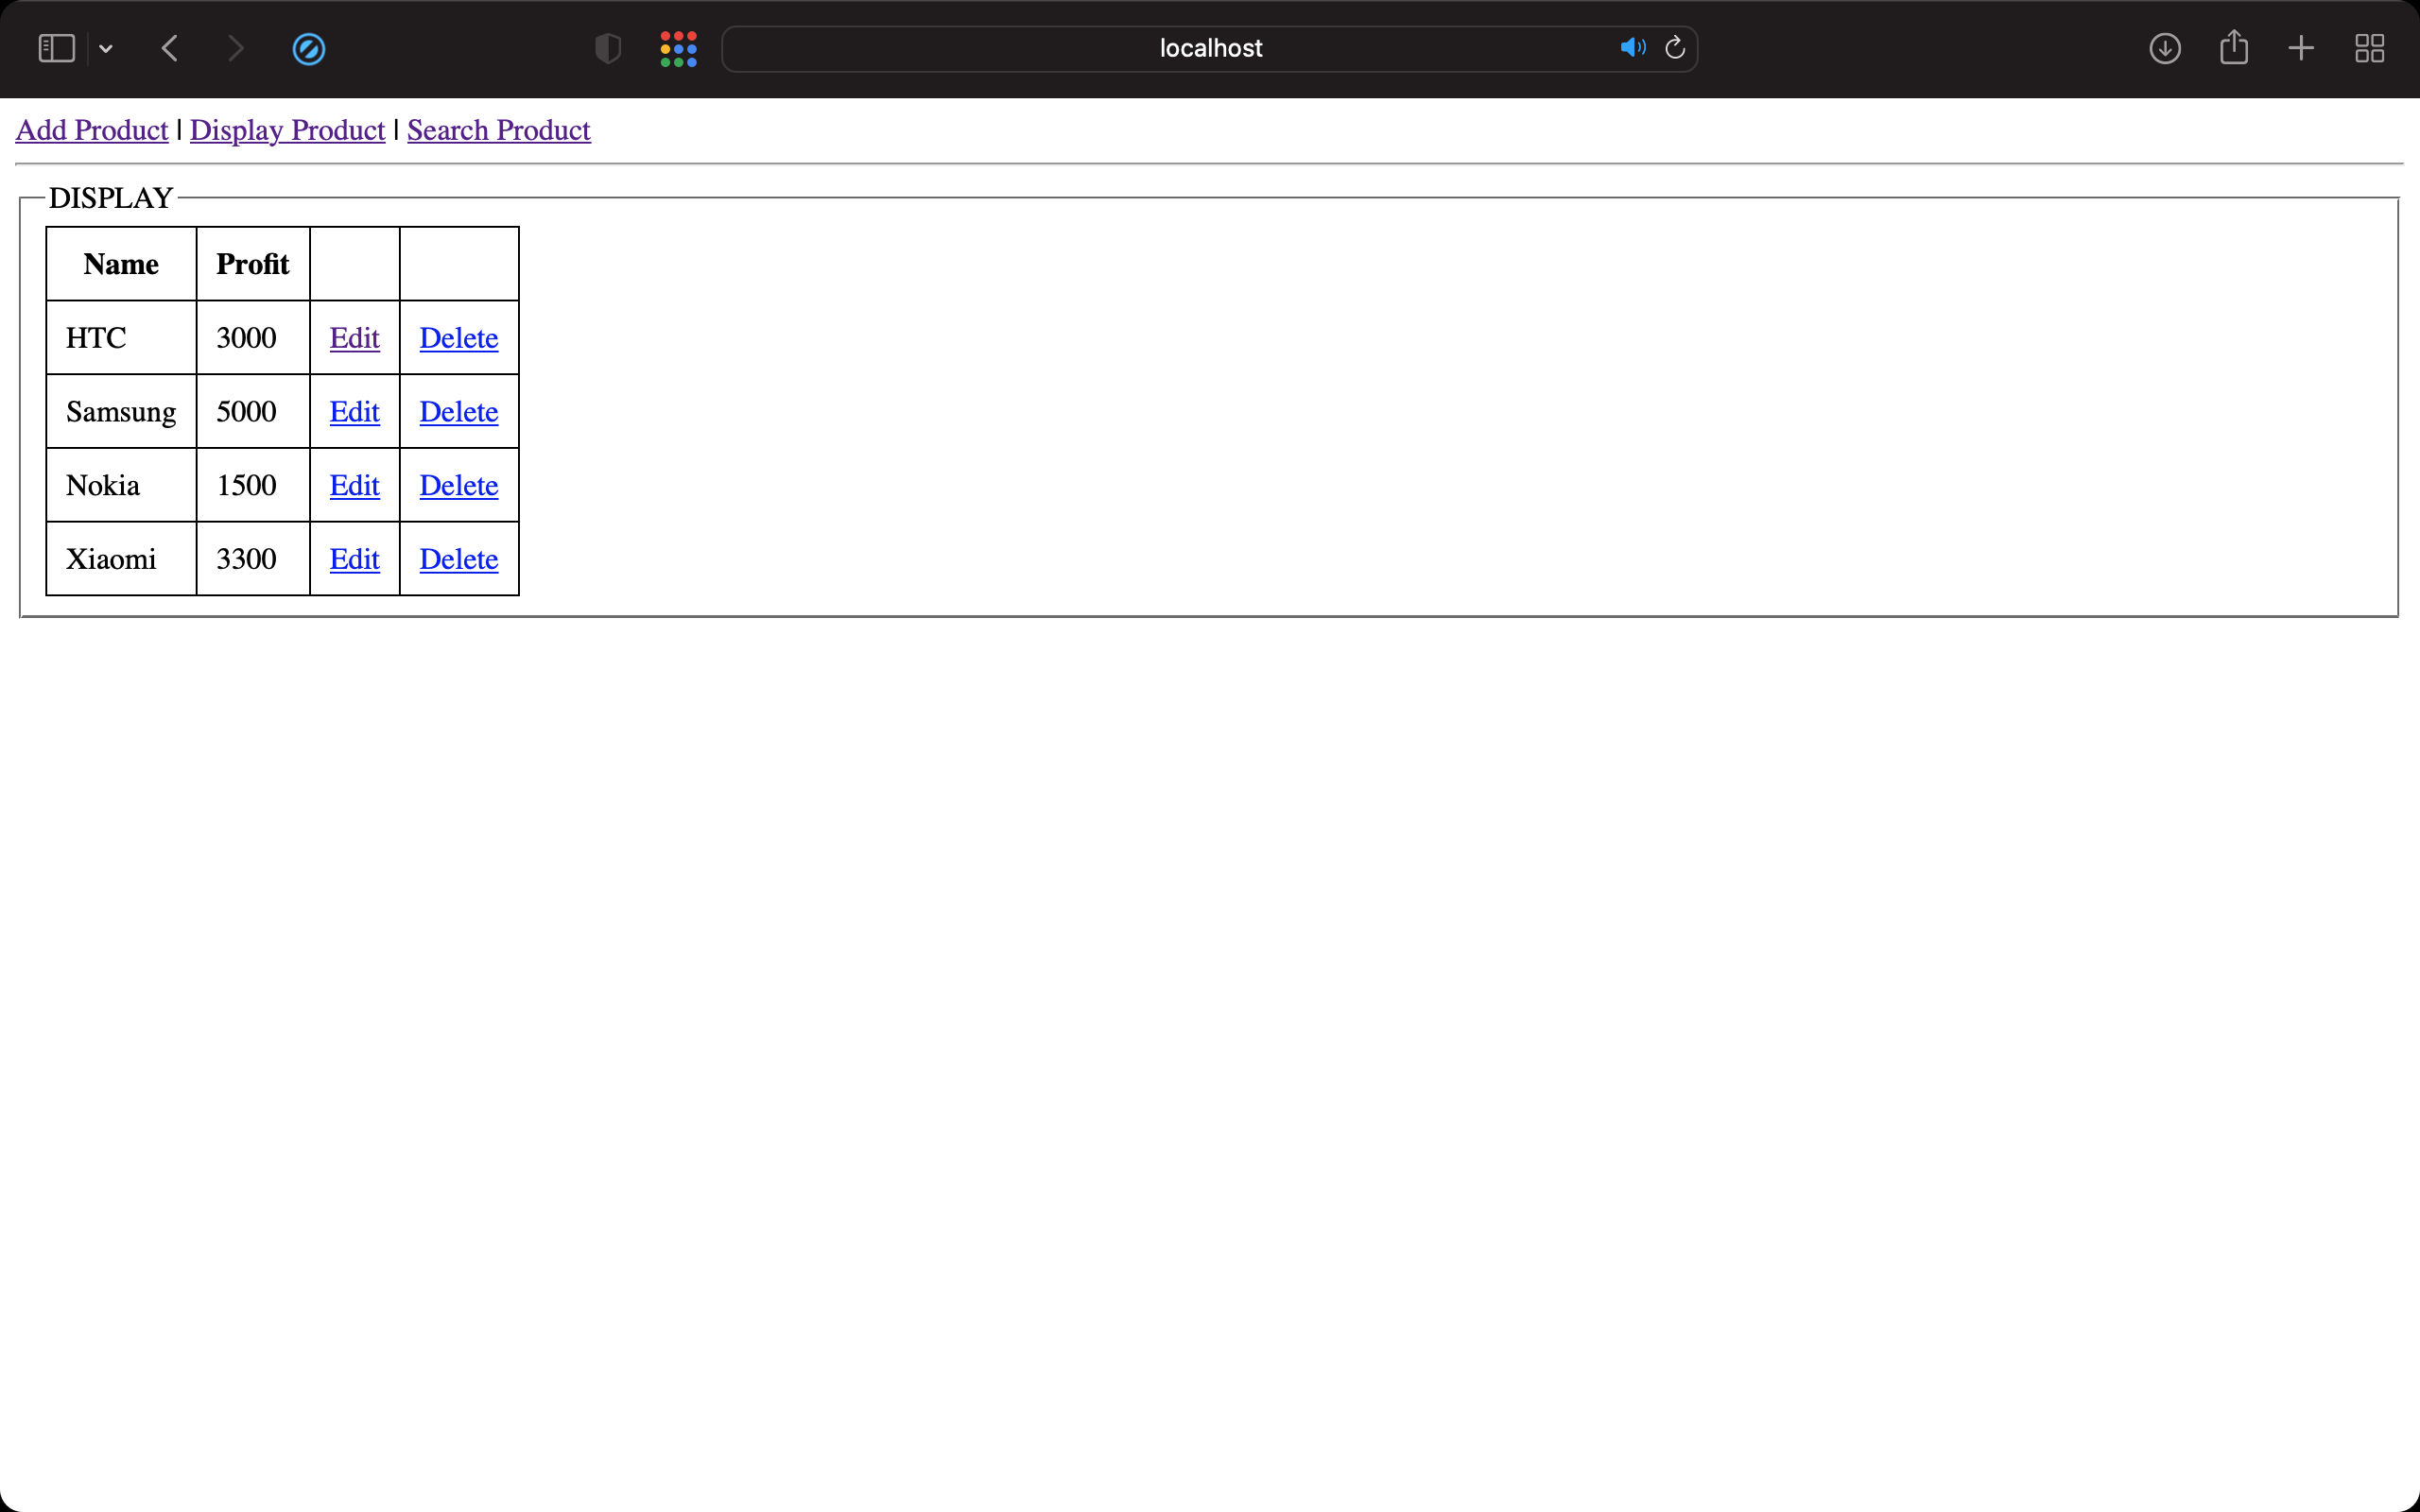 localhost
Add Product | Display Product | Search Product
DISPLAY
Name Profit
HTC 3000 Edit Delete
Samsung 5000 Edit Delete
Nokia 1500 Edit Delete
Xiaomi 3300 Edit Delete